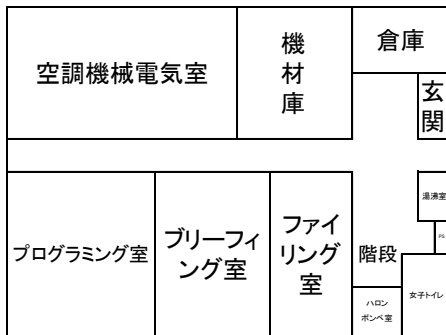 空調機械電気室
機
材
庫
倉庫
玄
関
プログラミング室
ブリーフィ
ング室
ファイ
リング
室
階段
湯沸室
PS
ハロン
ボンベ室
女子トイレ